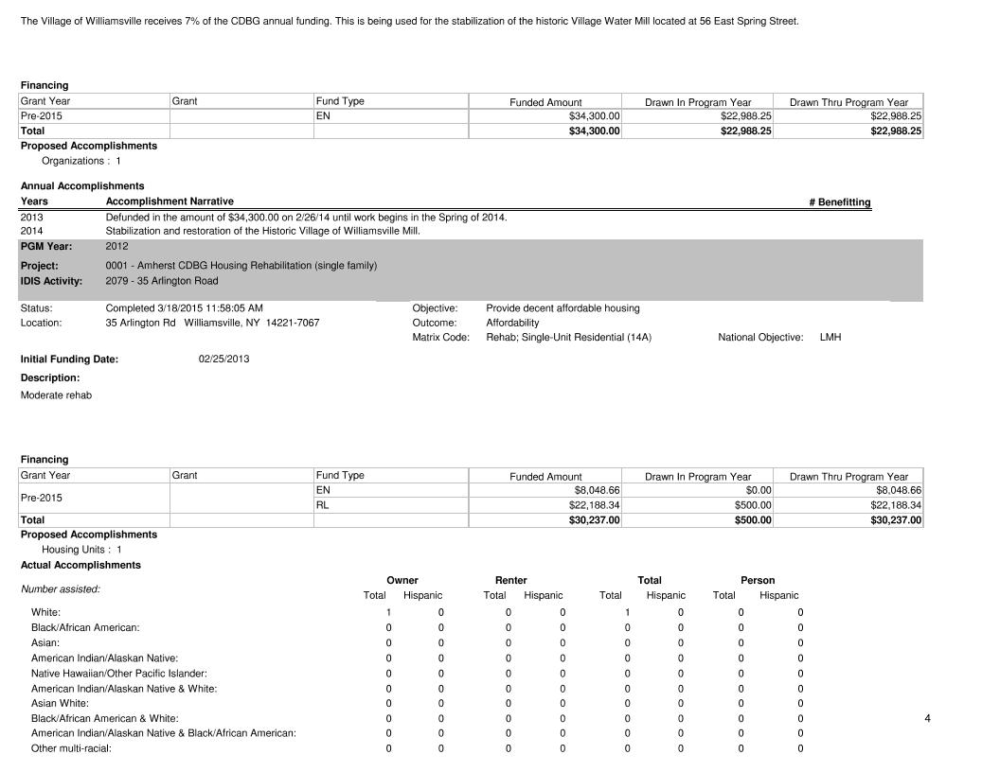 The Village of Williamsville receives 7% of the CDBG annual funding. This is being used for the stabilization of the historic Village Water Mill located at 56 East Spring Street.
Financing
Grant Year Grant Fund Type Funded Amount Drawn In Program Year Drawn Thru Program Year
Pre-2015 EN $34,300.00 $22,988.25 $22,988.25
Total $34,300.00 $22,988.25 $22,988.25
Proposed Accomplishments
Organizations : 1
Annual Accomplishments
Years Accomplishment Narrative # Benefitting
2013 Defunded in the amount of $34,300.00 on 2/26/14 until work begins in the Spring of 2014.
2014 Stabilization and restoration of the Historic Village of Williamsville Mill.
PGM Year: 2012
Project: 0001 - Amherst CDBG Housing Rehabilitation (single family)
IDIS Activity: 2079 - 35 Arlington Road
Status: Completed 3/18/2015 11:58:05 AM Objective: Provide decent affordable housing
Location: 35 Arlington Rd Williamsville, NY 14221-7067 Outcome: Affordability
Matrix Code: Rehab; Single-Unit Residential (14A) National Objective: LMH
Initial Funding Date: 02/25/2013
Description:
Moderate rehab
Financing
Grant Year Grant Fund Type Funded Amount Drawn In Program Year Drawn Thru Program Year
Pre-2015 EN $8,048.66 $0.00 $8,048.66
RL $22,188.34 $500.00 $22,188.34
Total $30,237.00 $500.00 $30,237.00
Proposed Accomplishments
Housing Units : 1
Actual Accomplishments
Number assisted: Owner Renter Total Person
Total Hispanic Total Hispanic Total Hispanic Total Hispanic
White: 1 0 0 0 1 0 0 0
Black/African American: 0 0 0 0 0 0 0 0
Asian: 0 0 0 0 0 0 0 0
American Indian/Alaskan Native: 0 0 0 0 0 0 0 0
Native Hawaiian/Other Pacific Islander: 0 0 0 0 0 0 0 0
American Indian/Alaskan Native & White: 0 0 0 0 0 0 0 0
Asian White: 0 0 0 0 0 0 0 0
Black/African American & White: 0 0 0 0 0 0 0 0
American Indian/Alaskan Native & Black/African American: 0 0 0 0 0 0 0 0
Other multi-racial: 0 0 0 0 0 0 0 0
4